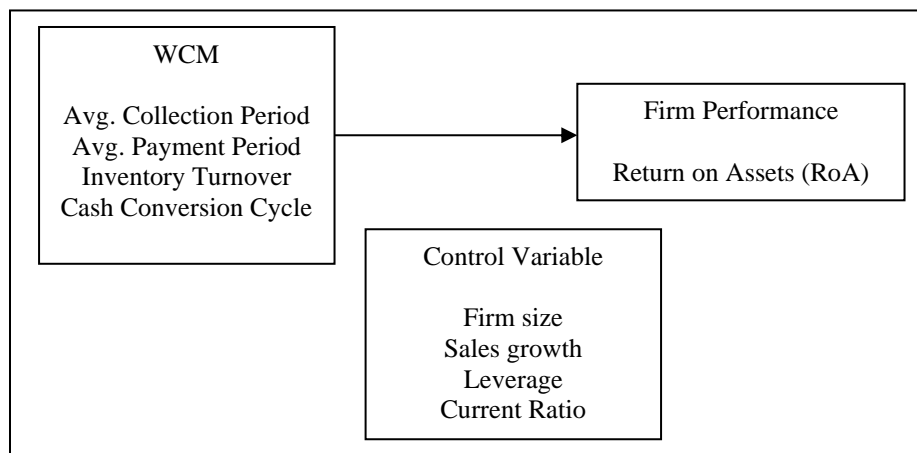 WCM
Avg. Collection Period
Avg. Payment Period
Inventory Turnover
Cash Conversion Cycle
Firm Performance
Return on Assets (RoA)
Control Variable
Firm size
Sales growth
Leverage
Current Ratio